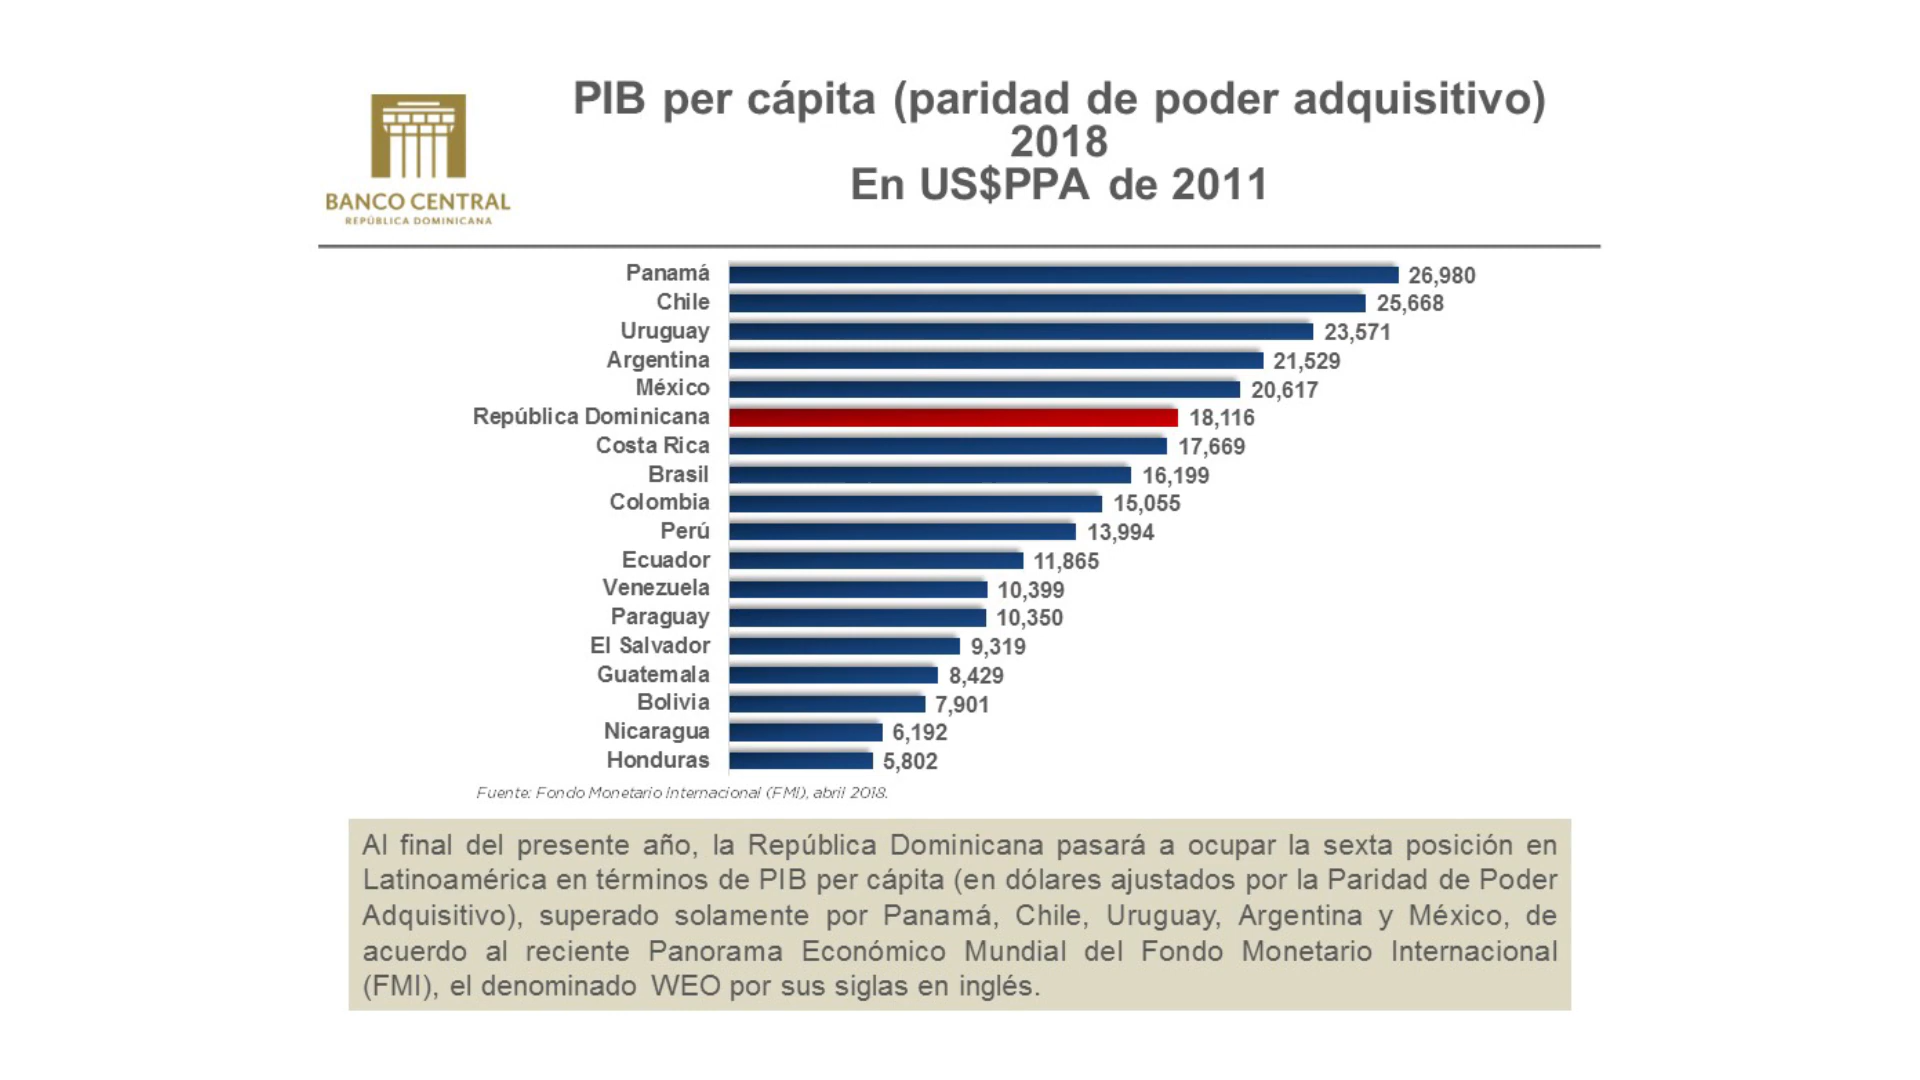 BANCO CENTRAL
REPÚBLICA DOMINICANA
PIB per cápita (paridad de poder adquisitivo)
2018
En US$PPA de 2011
Panamá 26,980
Chile 25,668
Uruguay 23,571
Argentina 21,529
México 20,617
República Dominicana 18,116
Costa Rica 17,669
Brasil 16,199
Colombia 15,055
Perú 13,994
Ecuador 11,865
Venezuela 10,399
Paraguay 10,350
El Salvador 9,319
Guatemala 8,429
Bolivia 7,901
Nicaragua 6,192
Honduras 5,802
Fuente: Fondo Monetario Internacional (FMI), abril 2018.
Al final del presente año, la República Dominicana pasará a ocupar la sexta posición en
Latinoamérica en términos de PIB per cápita (en dólares ajustados por la Paridad de Poder
Adquisitivo), superado solamente por Panamá, Chile, Uruguay, Argentina y México, de
acuerdo al reciente Panorama Económico Mundial del Fondo Monetario Internacional
(FMI), el denominado WEO por sus siglas en inglés.